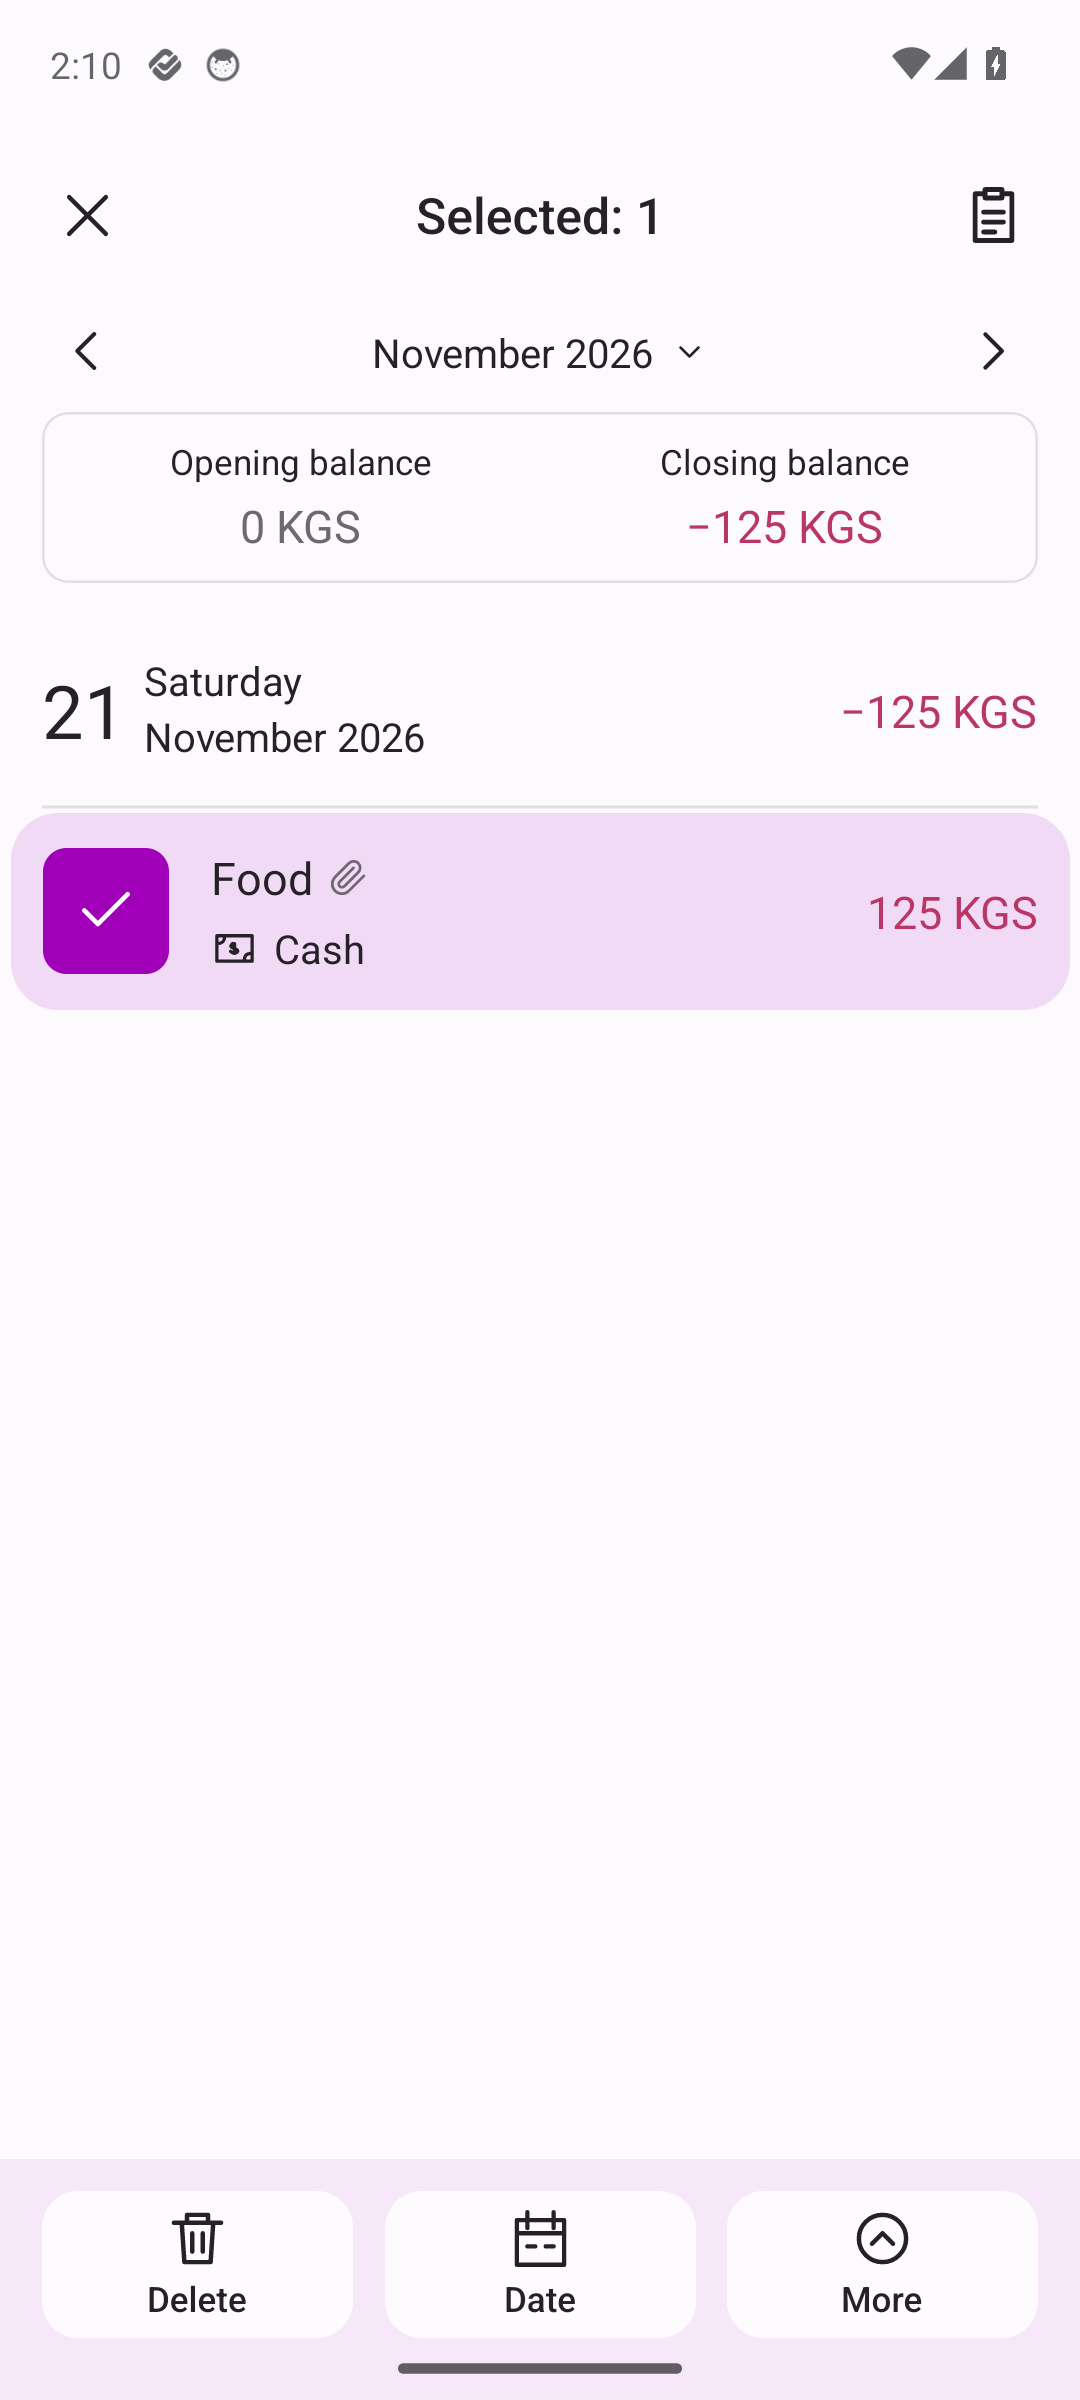 2:10
Selected: 1
November 2026
Opening balance
0 KGS
Closing balance
−125 KGS
21
Saturday
November 2026
−125 KGS
Food
Cash
125 KGS
Delete
Date
More